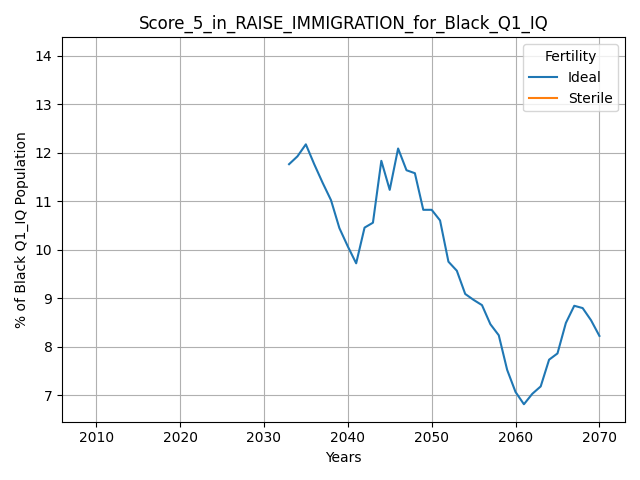 Score_5_in_RAISE_IMMIGRATION_for_Black_Q1_IQ
% of Black Q1_IQ Population
14
13
12
11
10
9
8
7
Fertility
Ideal
Sterile
2010 2020 2030 2040 2050 2060 2070
Years